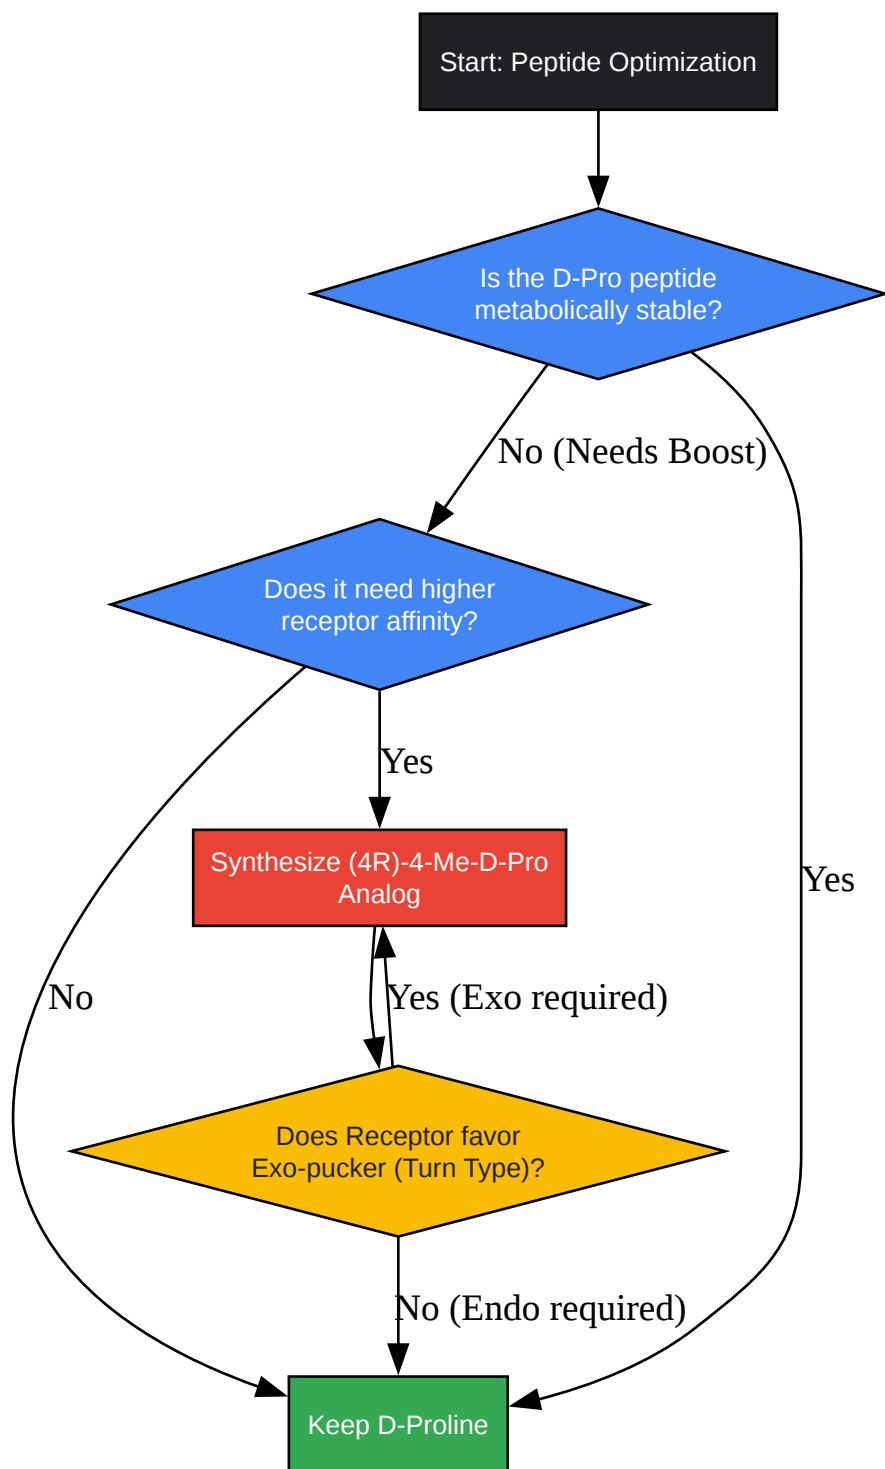 Start: Peptide Optimization
Is the D-Pro peptide
metabolically stable?
No (Needs Boost)
Does it need higher
receptor affinity?
Yes
Synthesize (4R)-4-Me-D-Pro
Analog
Yes
No
Yes (Exo required)
Does Receptor favor
Exo-pucker (Turn Type)?
No (Endo required)
Keep D-Proline